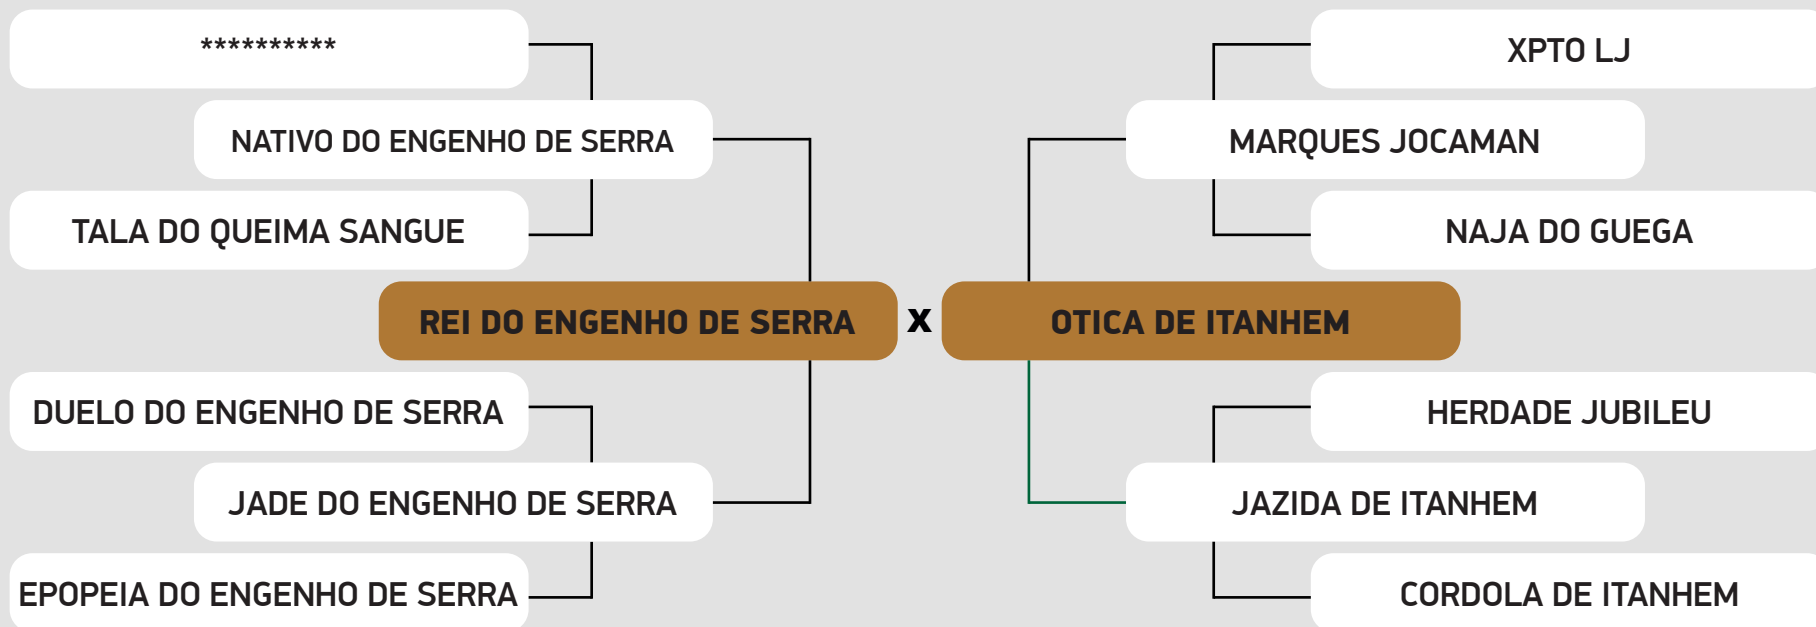 **********
NATIVO DO ENGENHO DE SERRA
TALA DO QUEIMA SANGUE
REI DO ENGENHO DE SERRA
DUELO DO ENGENHO DE SERRA
JADE DO ENGENHO DE SERRA
EPOPEIA DO ENGENHO DE SERRA
x
XPTO LJ
MARQUES JOCAMAN
NAJA DO GUEGA
OTICA DE ITANHEM
HERDADE JUBILEU
JAZIDA DE ITANHEM
CORDOLA DE ITANHEM